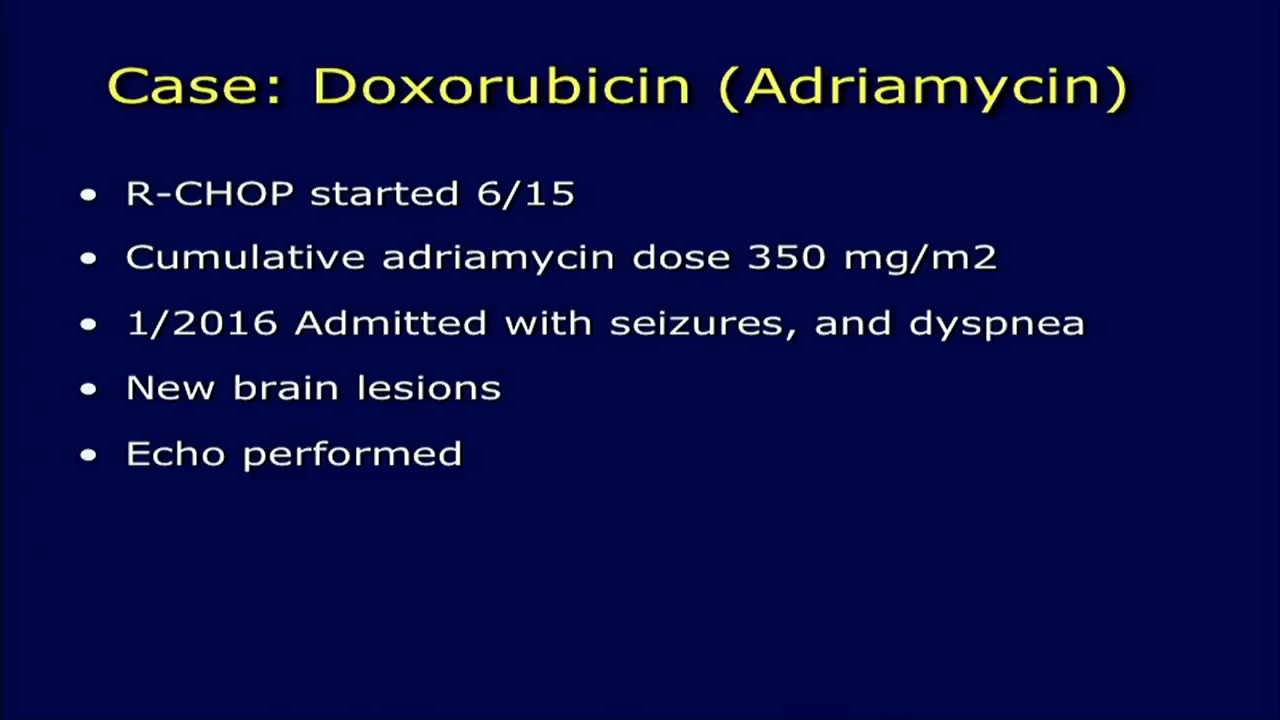 Case: Doxorubicin (Adriamycin)
• R-CHOP started 6/15
• Cumulative adriamycin dose 350 mg/m2
• 1/2016 Admitted with seizures, and dyspnea
• New brain lesions
• Echo performed